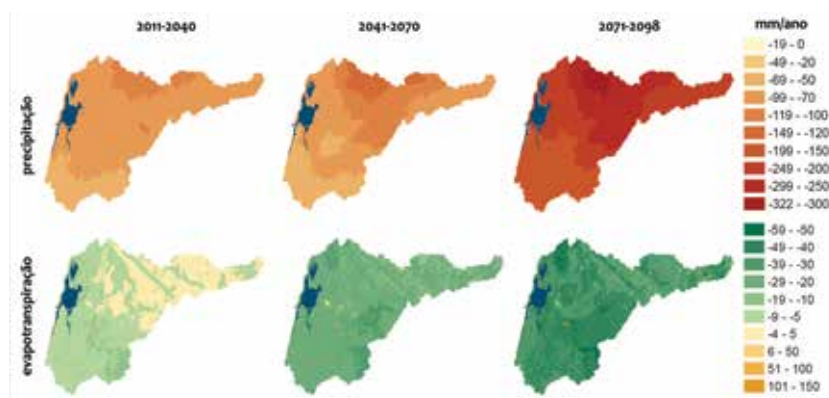 2011-2040 2041-2070 2071-2098 mm/ano
precipitação
-19 - 0
-49 - -20
-69 - -50
-99 - -70
-119 - -100
-149 - -120
-199 - -150
-249 - -200
-299 - -250
-322 - -300
evapotranspiração
-59 - -50
-49 - -40
-39 - -30
-29 - -20
-19 - -10
-9 - -5
-4 - 5
6 - 50
51 - 100
101 - 150